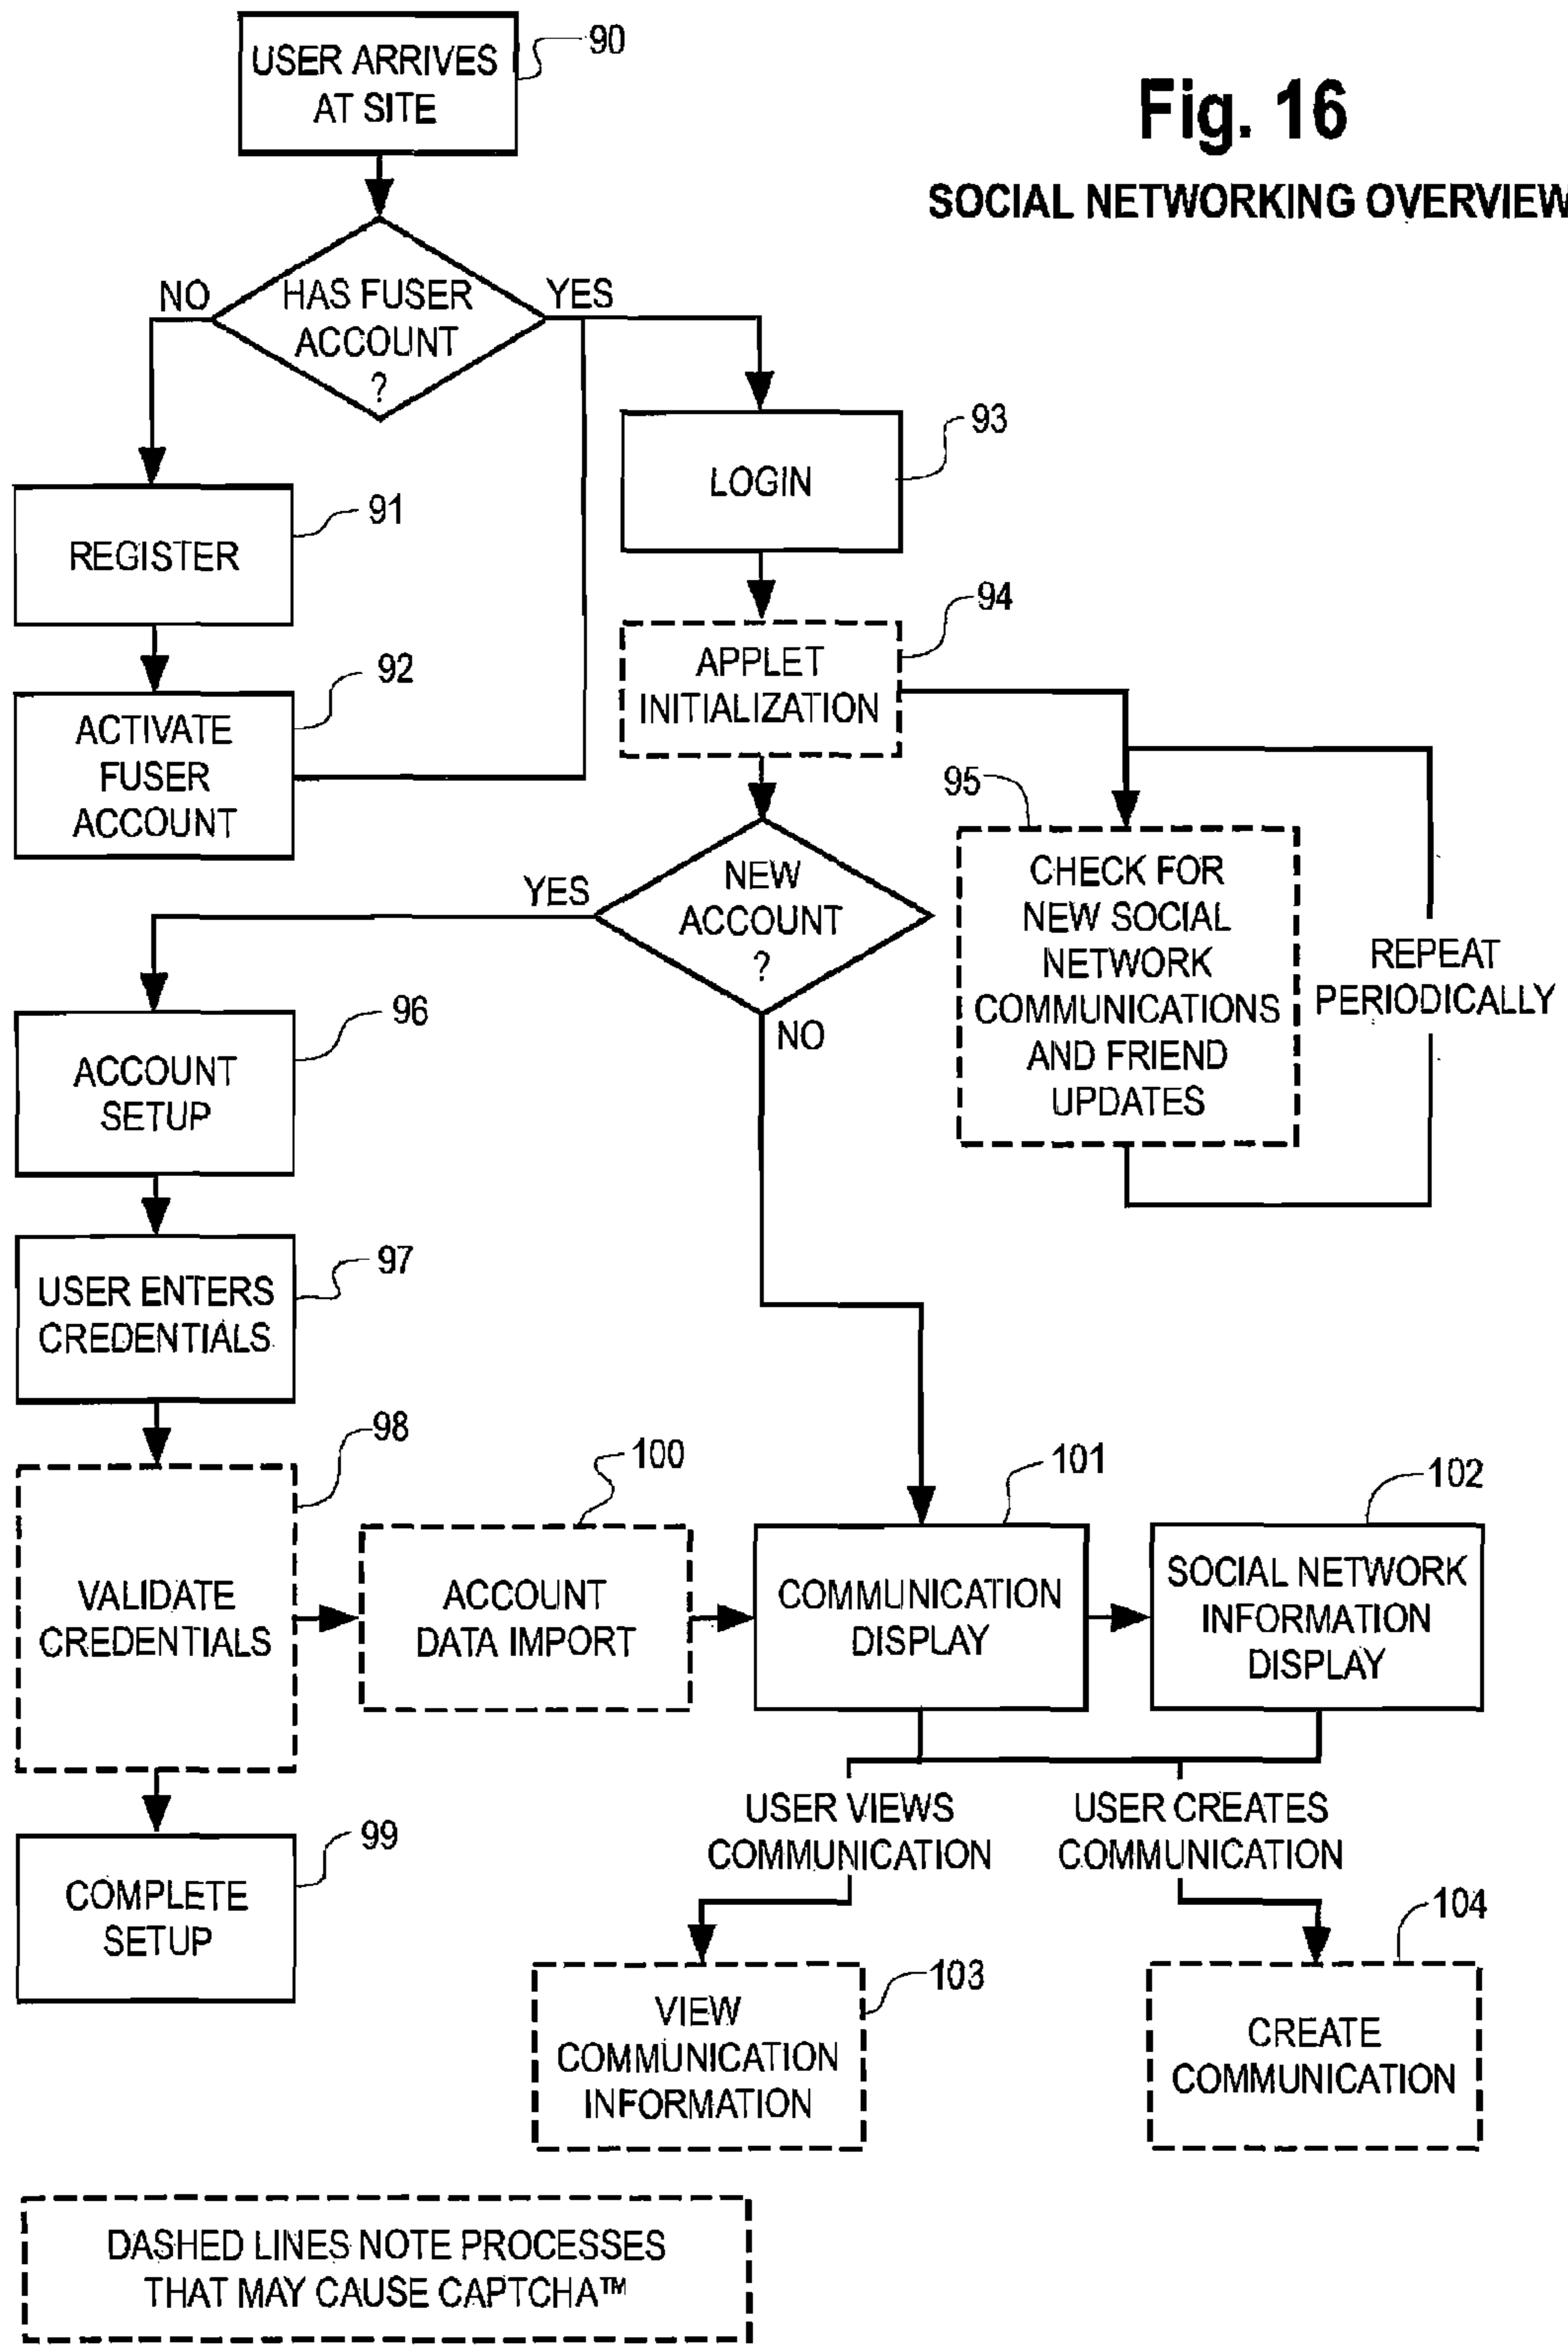 Fig. 16
SOCIAL NETWORKING OVERVIEW
USER ARRIVES
AT SITE
90
HAS FUSER
ACCOUNT
?
NO
YES
REGISTER
91
ACTIVATE
FUSER
ACCOUNT
92
LOGIN
93
APPLET
INITIALIZATION
94
95
CHECK FOR
NEW SOCIAL
NETWORK
COMMUNICATIONS
AND FRIEND
UPDATES
REPEAT
PERIODICALLY
NEW
ACCOUNT
?
YES
NO
ACCOUNT
SETUP
96
USER ENTERS
CREDENTIALS
97
VALIDATE
CREDENTIALS
98
COMPLETE
SETUP
99
ACCOUNT
DATA IMPORT
100
COMMUNICATION
DISPLAY
101
SOCIAL NETWORK
INFORMATION
DISPLAY
102
USER VIEWS
COMMUNICATION
USER CREATES
COMMUNICATION
VIEW
COMMUNICATION
INFORMATION
103
CREATE
COMMUNICATION
104
DASHED LINES NOTE PROCESSES
THAT MAY CAUSE CAPTCHA™